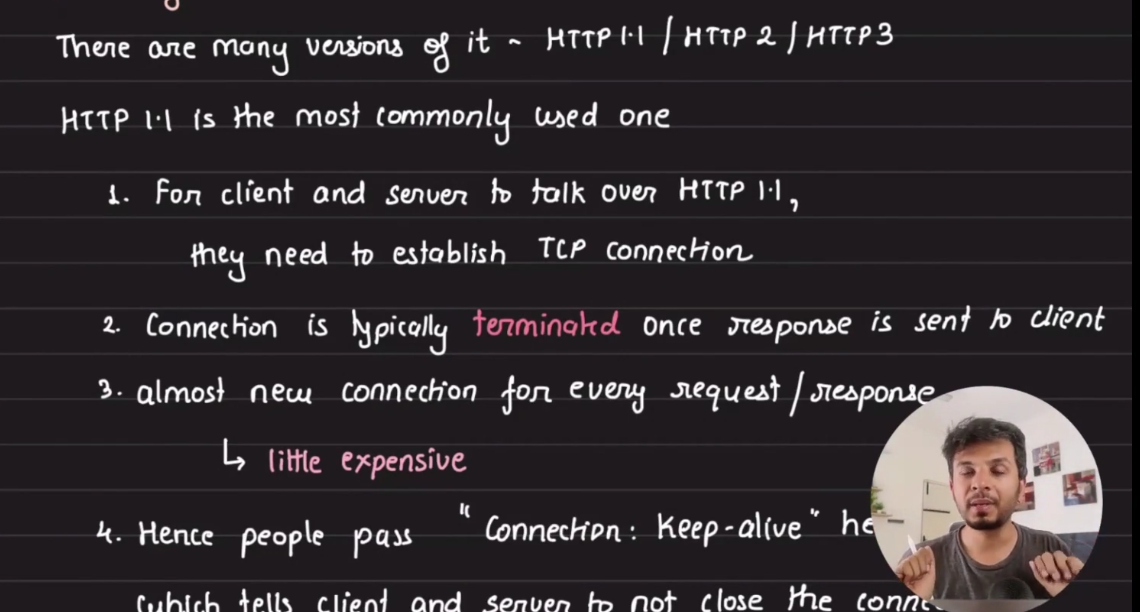 There are many versions of it ~ HTTP 1.1 / HTTP 2 / HTTP 3
HTTP 1.1 is the most commonly used one
1. For client and server to talk over HTTP 1.1,
they need to establish TCP connection
2. Connection is typically terminated once response is sent to client
3. almost new connection for every request/response
↳ little expensive
4. Hence people pass "Connection: Keep-alive"
(which tells client and server to not close the